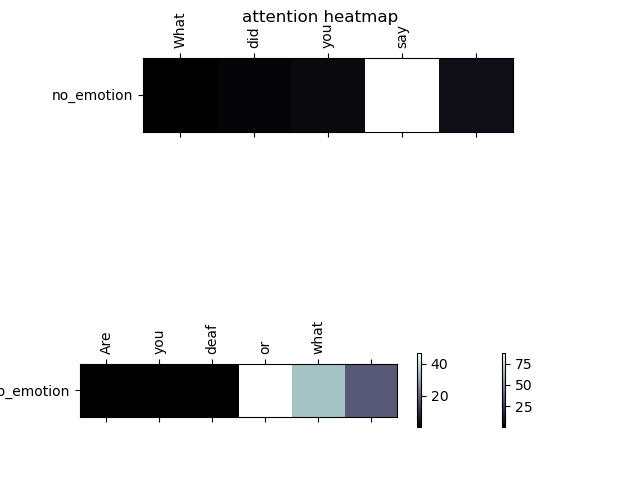 attention heatmap
What did you say
no_emotion
Are you deaf or what
o_emotion
40
20
75
50
25